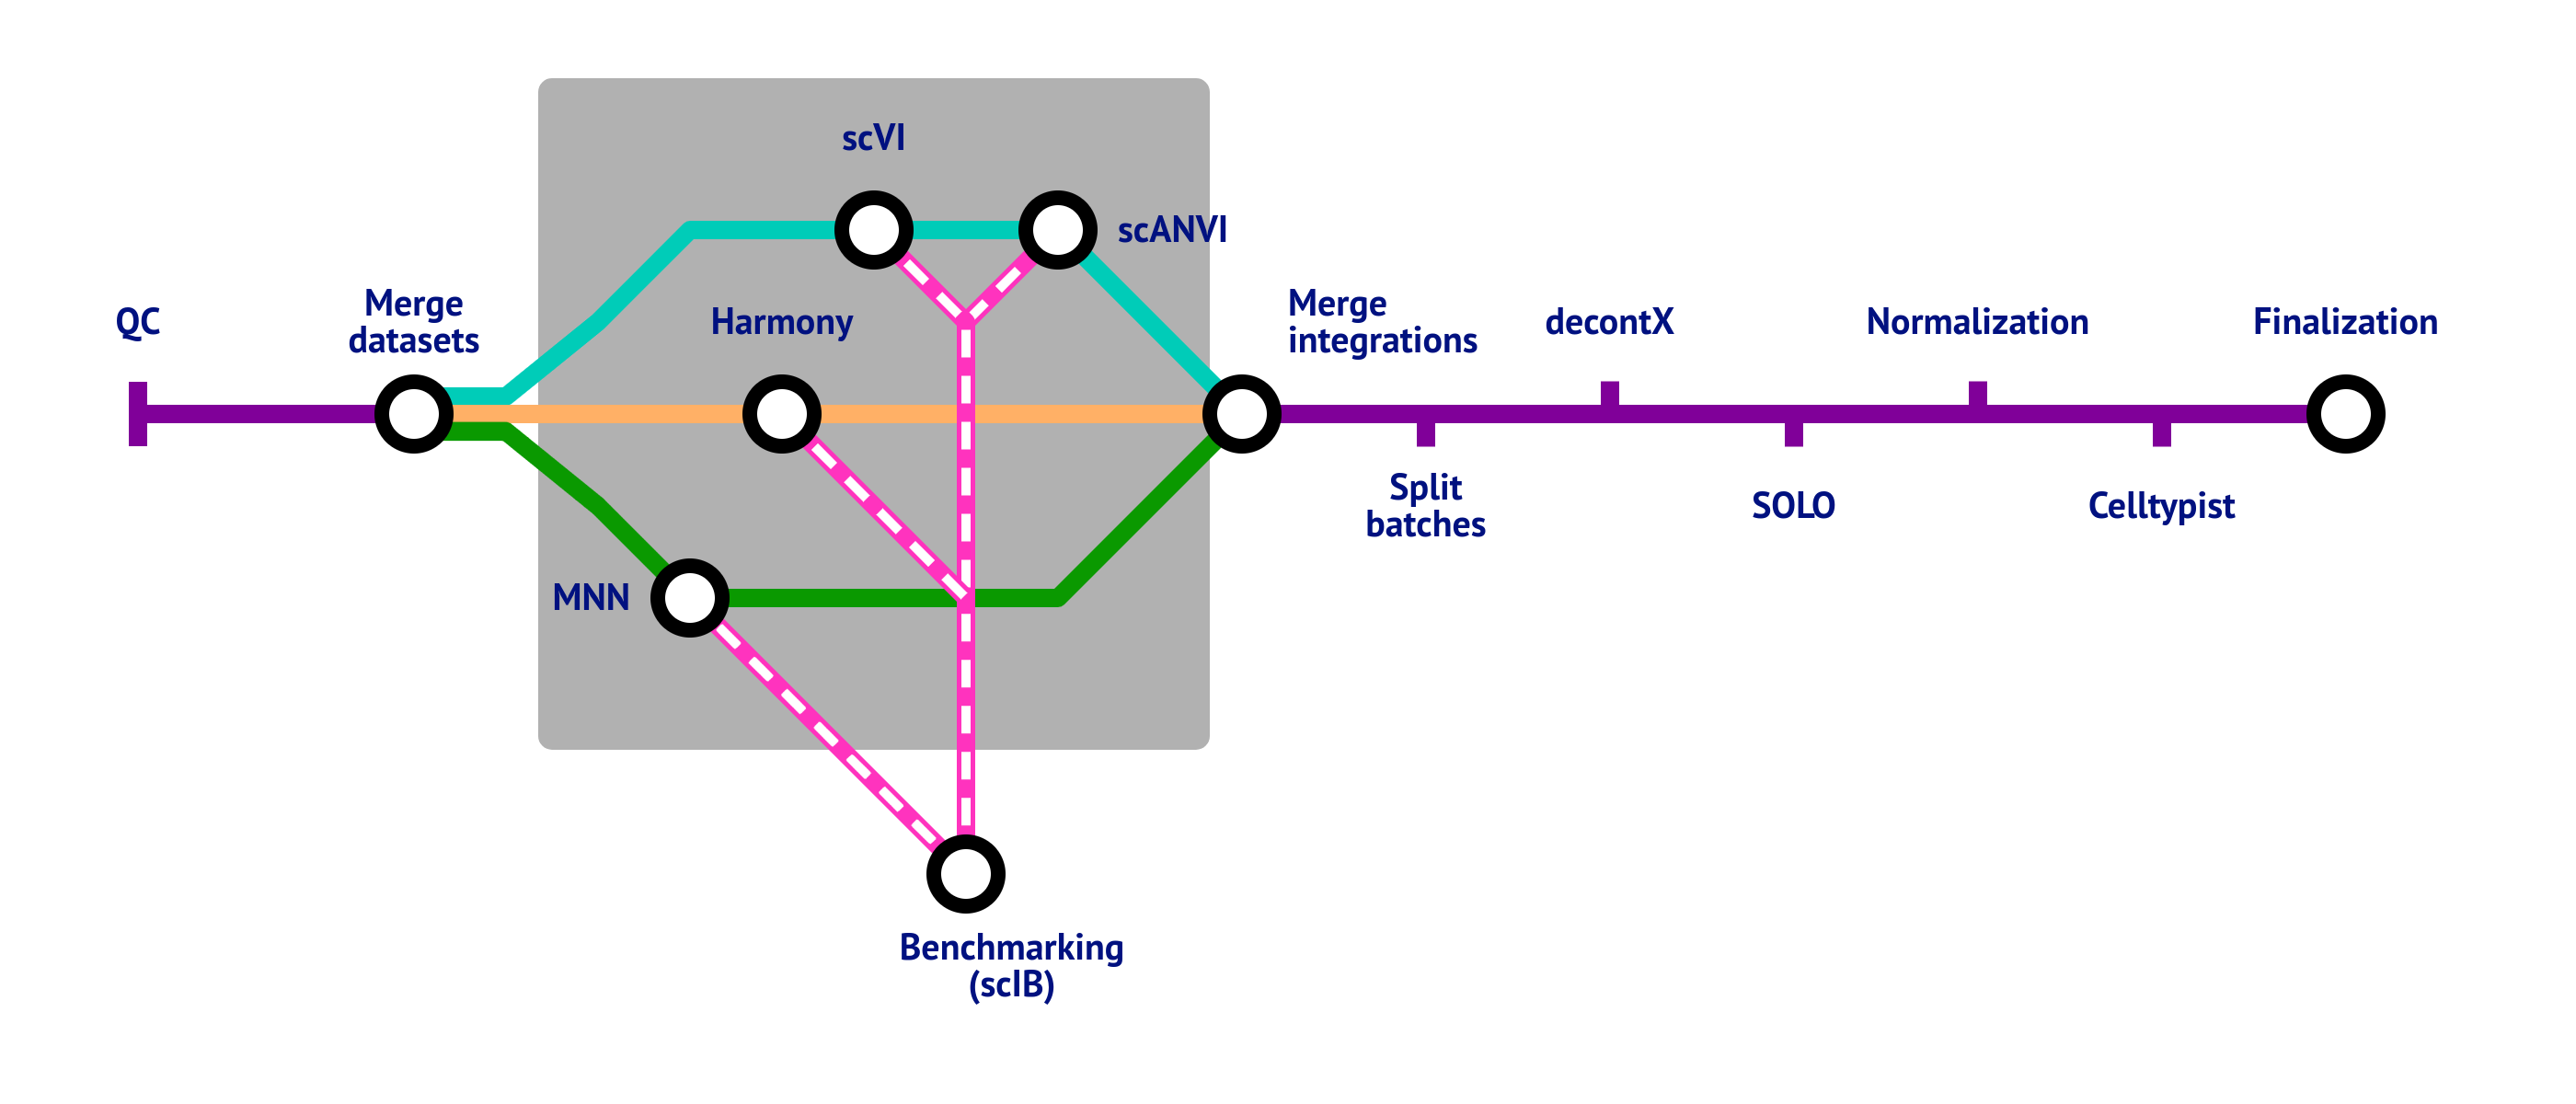 scVI
scANVI
QC
Merge
datasets
Harmony
Merge
integrations
decontX
Normalization
Finalization
Split
batches
SOLO
Celltypist
MNN
Benchmarking
(scIB)